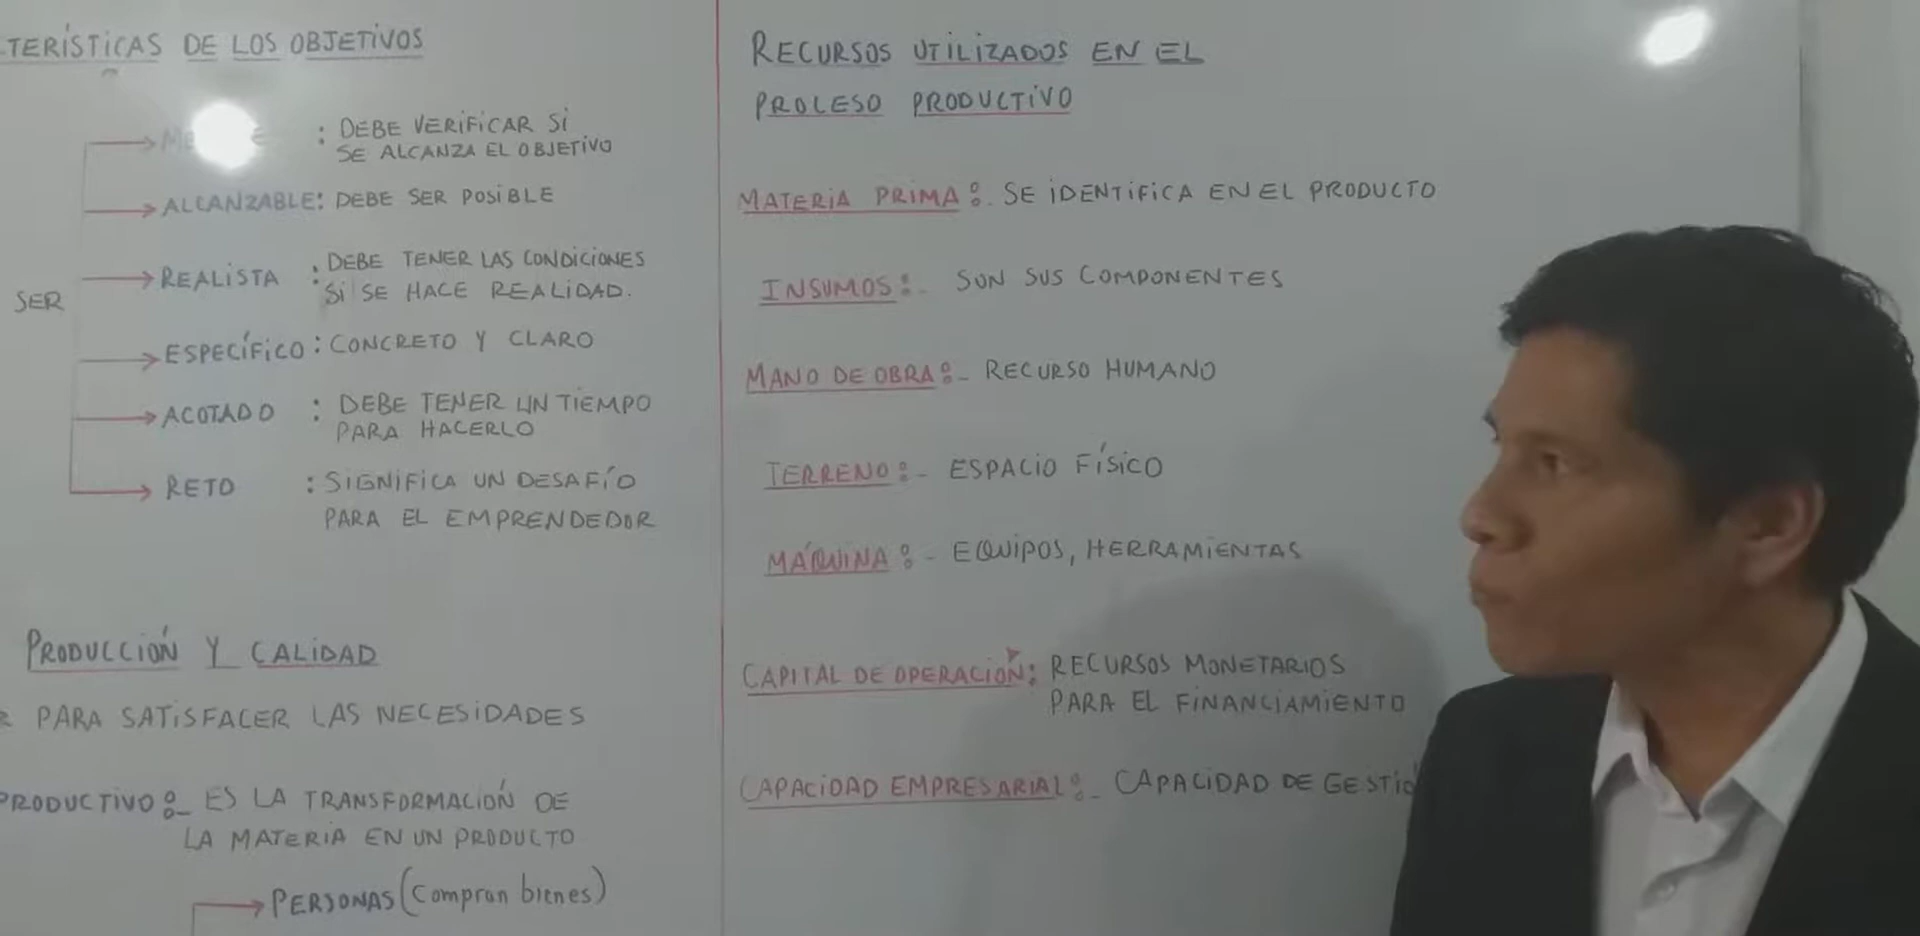 TERÍSTICAS DE LOS OBJETIVOS
: DEBE VERIFICAR SI
SE ALCANZA EL OBJETIVO
ALCANZABLE: DEBE SER POSIBLE
REALISTA : DEBE TENER LAS CONDICIONES
SI SE HACE REALIDAD.
SER
ESPECÍFICO: CONCRETO Y CLARO
ACOTADO : DEBE TENER UN TIEMPO
PARA HACERLO
RETO : SIGNIFICA UN DESAFÍO
PARA EL EMPRENDEDOR
PRODUCCIÓN Y CALIDAD
R PARA SATISFACER LAS NECESIDADES
PRODUCTIVO:_ ES LA TRANSFORMACIÓN DE
LA MATERIA EN UN PRODUCTO
PERSONAS (Compran bienes)
RECURSOS UTILIZADOS EN EL
PROCESO PRODUCTIVO
MATERIA PRIMA:. SE IDENTIFICA EN EL PRODUCTO
INSUMOS:_ SON SUS COMPONENTES
MANO DE OBRA:_ RECURSO HUMANO
TERRENO:- ESPACIO FÍSICO
MÁQUINA:- EQUIPOS, HERRAMIENTAS
CAPITAL DE OPERACIÓN: RECURSOS MONETARIOS
PARA EL FINANCIAMIENTO
CAPACIDAD EMPRESARIAL:_ CAPACIDAD DE GESTIO